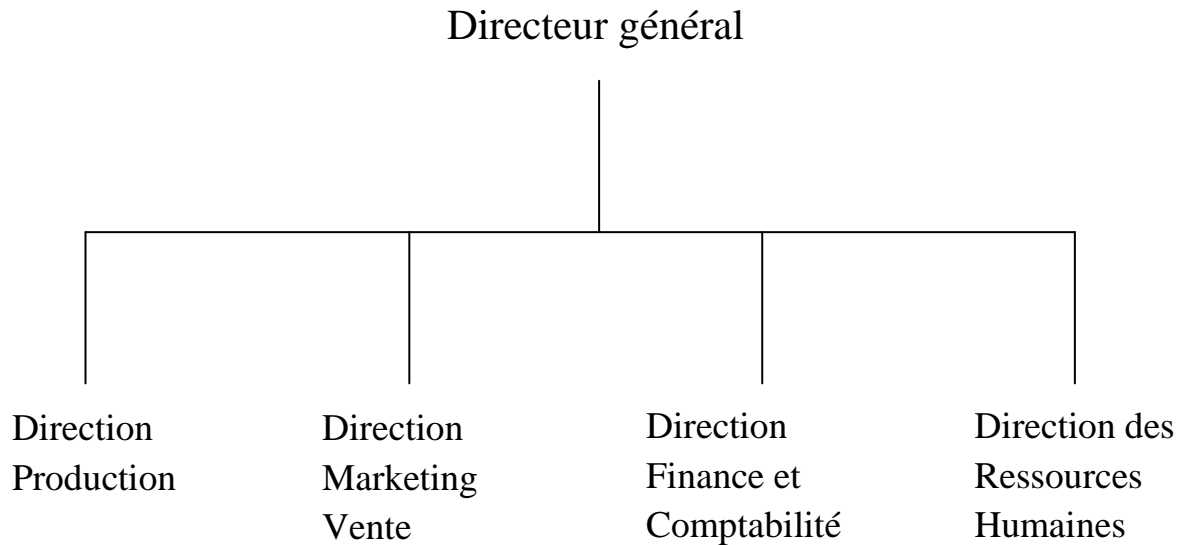 Directeur général
Direction
Production
Direction
Marketing
Vente
Direction
Finance et
Comptabilité
Direction des
Ressources
Humaines